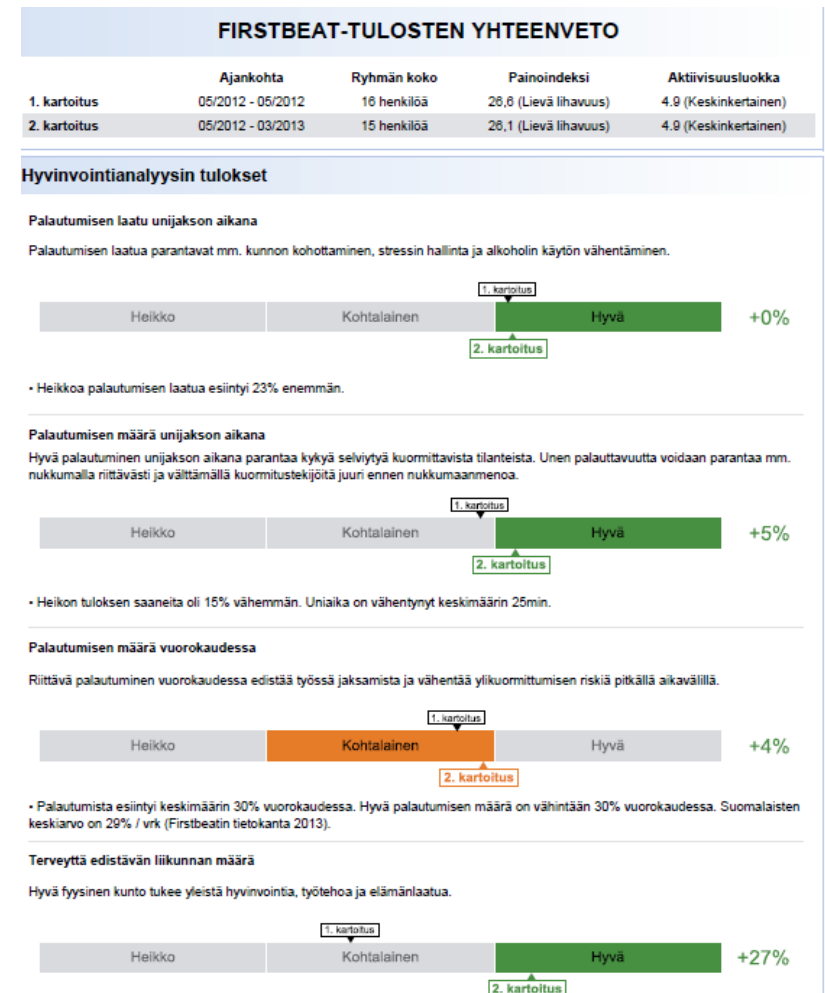 FIRSTBEAT-TULOSTEN YHTEENVETO
Ajankohta Ryhmän koko Painoindeksi Aktiivisuusluokka
1. kartoitus 05/2012 - 05/2012 16 henkilöä 26,6 (Lievä lihavuus) 4.9 (Keskinkertainen)
2. kartoitus 05/2012 - 03/2013 15 henkilöä 26,1 (Lievä lihavuus) 4.9 (Keskinkertainen)
Hyvinvointianalyysin tulokset
Palautumisen laatu unijakson aikana
Palautumisen laatua parantavat mm. kunnon kohottaminen, stressin hallinta ja alkoholin käytön vähentäminen.
1. kartoitus
Heikko Kohtalainen Hyvä +0%
2. kartoitus
• Heikkoa palautumisen laatua esiintyi 23% enemmän.
Palautumisen määrä unijakson aikana
Hyvä palautuminen unijakson aikana parantaa kykyä selviytyä kuormittavista tilanteista. Unen palauttavuutta voidaan parantaa mm.
nukkumalla riittävästi ja välttämällä kuormitustekijöitä juuri ennen nukkumaanmenoa.
1. kartoitus
Heikko Kohtalainen Hyvä +5%
2. kartoitus
• Heikon tuloksen saaneita oli 15% vähemmän. Uniaika on vähentynyt keskimäärin 25min.
Palautumisen määrä vuorokaudessa
Riittävä palautuminen vuorokaudessa edistää työssä jaksamista ja vähentää ylikuormittumisen riskiä pitkällä aikavälillä.
1. kartoitus
Heikko Kohtalainen Hyvä +4%
2. kartoitus
• Palautumista esiintyi keskimäärin 30% vuorokaudessa. Hyvä palautumisen määrä on vähintään 30% vuorokaudessa. Suomalaisten
keskiarvo on 29% / vrk (Firstbeatin tietokanta 2013).
Terveyttä edistävän liikunnan määrä
Hyvä fyysinen kunto tukee yleistä hyvinvointia, työtehoa ja elämänlaatua.
1. kartoitus
Heikko Kohtalainen Hyvä +27%
2. kartoitus